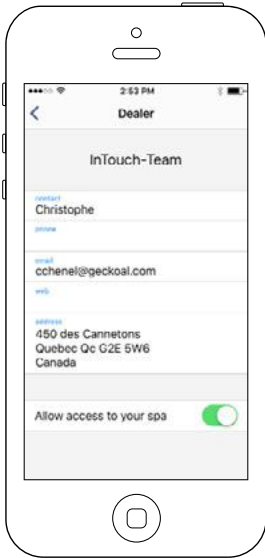 2:53 PM
Dealer
InTouch-Team
contact
Christophe
phone
email
cchenel@geckoal.com
web
address
450 des Cannetons
Quebec Qc G2E 5W6
Canada
Allow access to your spa